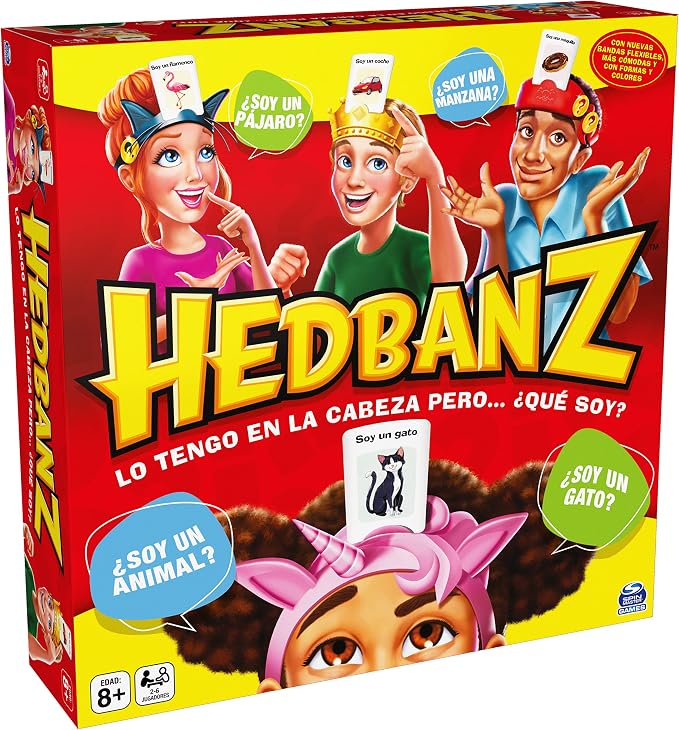 Soy un flamenco
Soy un coche
¿SOY UN
PÁJARO?
¿SOY UNA
MANZANA?
CON NUEVAS
BANDAS FLEXIBLES,
MÁS CÓMODAS Y
CON FORMAS Y
COLORES
HEDBANZ
TM
LO TENGO EN LA CABEZA PERO... ¿QUÉ SOY?
Soy un gato
¿SOY UN
ANIMAL?
¿SOY UN
GATO?
EDAD:
8+
2-6
JUGADORES
SPIN
MASTER
GAMES
HEDBANZ
LO TENGO EN LA CABEZA PERO... ¿QUÉ SOY?